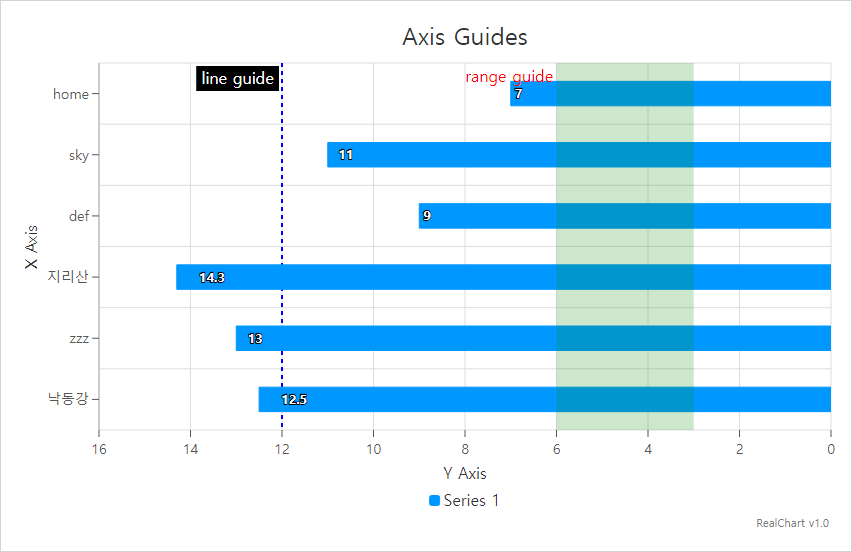 Axis Guides
line guide
range guide
home
7
sky
11
def
9
지리산
14.3
zzz
13
낙동강
12.5
X Axis
16 14 12 10 8 6 4 2 0
Y Axis
Series 1
RealChart v1.0